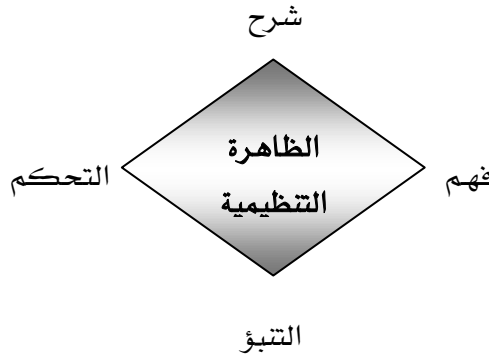 شرح
الظاهرة
فهم
التحكم
التنظيمية
التنبؤ